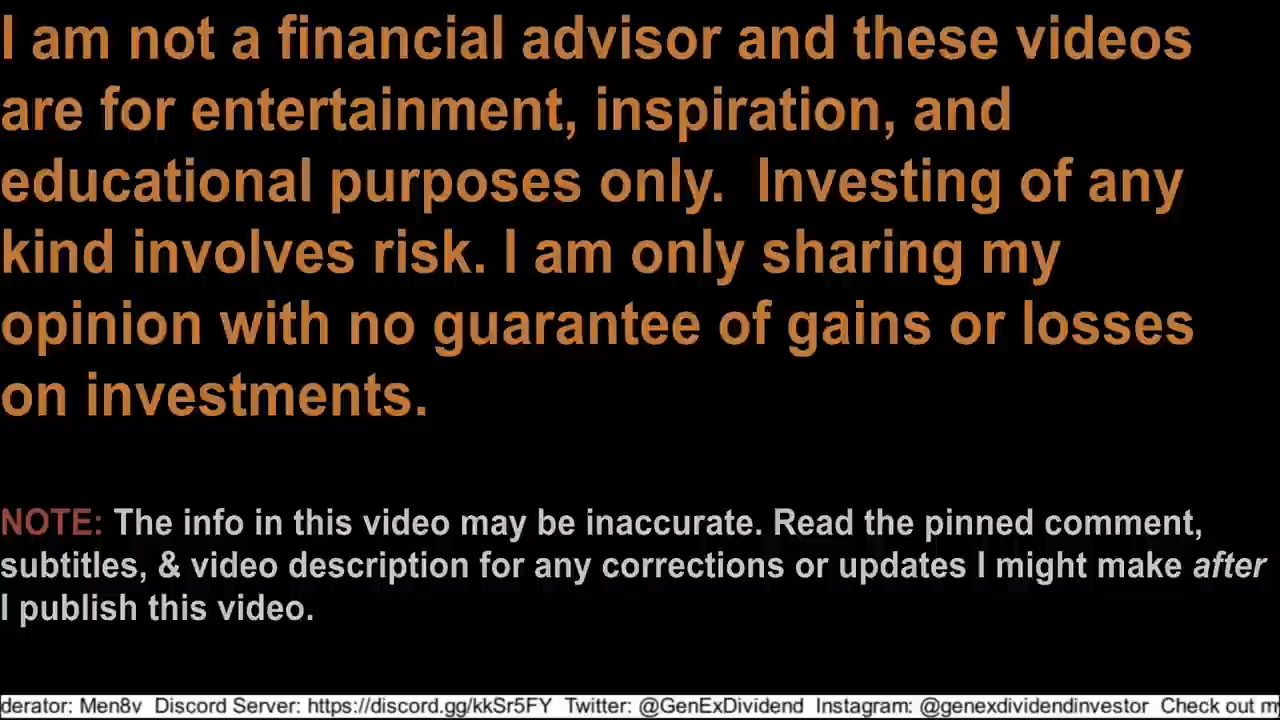 I am not a financial advisor and these videos
are for entertainment, inspiration, and
educational purposes only.  Investing of any
kind involves risk. I am only sharing my
opinion with no guarantee of gains or losses
on investments.
NOTE: The info in this video may be inaccurate. Read the pinned comment,
subtitles, & video description for any corrections or updates I might make after
I publish this video.
derator: Men8v  Discord Server: https://discord.gg/kkSr5FY  Twitter: @GenExDividend  Instagram: @genexdividendinvestor  Check out m